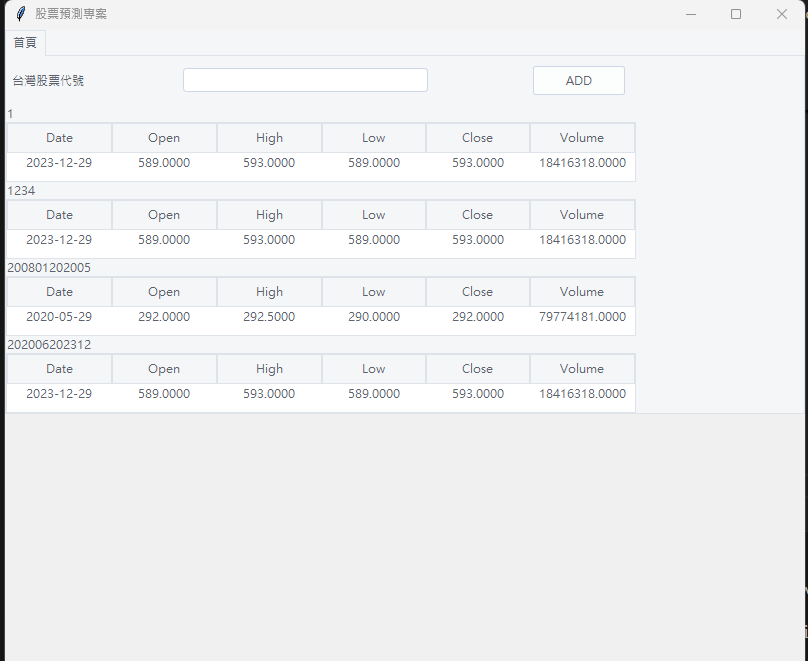 股票預測專案
首頁
台灣股票代號 ADD
1
Date Open High Low Close Volume
2023-12-29 589.0000 593.0000 589.0000 593.0000 18416318.0000
1234
Date Open High Low Close Volume
2023-12-29 589.0000 593.0000 589.0000 593.0000 18416318.0000
200801202005
Date Open High Low Close Volume
2020-05-29 292.0000 292.5000 290.0000 292.0000 79774181.0000
202006202312
Date Open High Low Close Volume
2023-12-29 589.0000 593.0000 589.0000 593.0000 18416318.0000